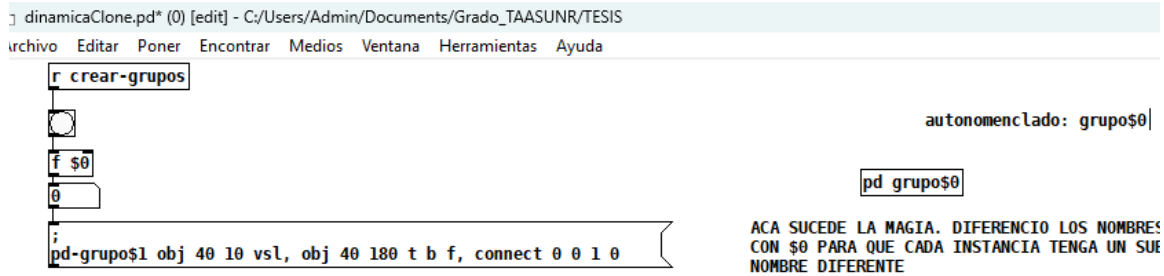 dinamicaClone.pd* (0) [edit] - C:/Users/Admin/Documents/Grado_TAASUNR/TESIS
Archivo Editar Poner Encontrar Medios Ventana Herramientas Ayuda
r crear-grupos
autonomenclado: grupo$0
f $0
pd grupo$0
0
;
pd-grupo$1 obj 40 10 vsl, obj 40 180 t b f, connect 0 0 1 0
ACA SUCEDE LA MAGIA. DIFERENCIO LOS NOMBRES
CON $0 PARA QUE CADA INSTANCIA TENGA UN SUB
NOMBRE DIFERENTE